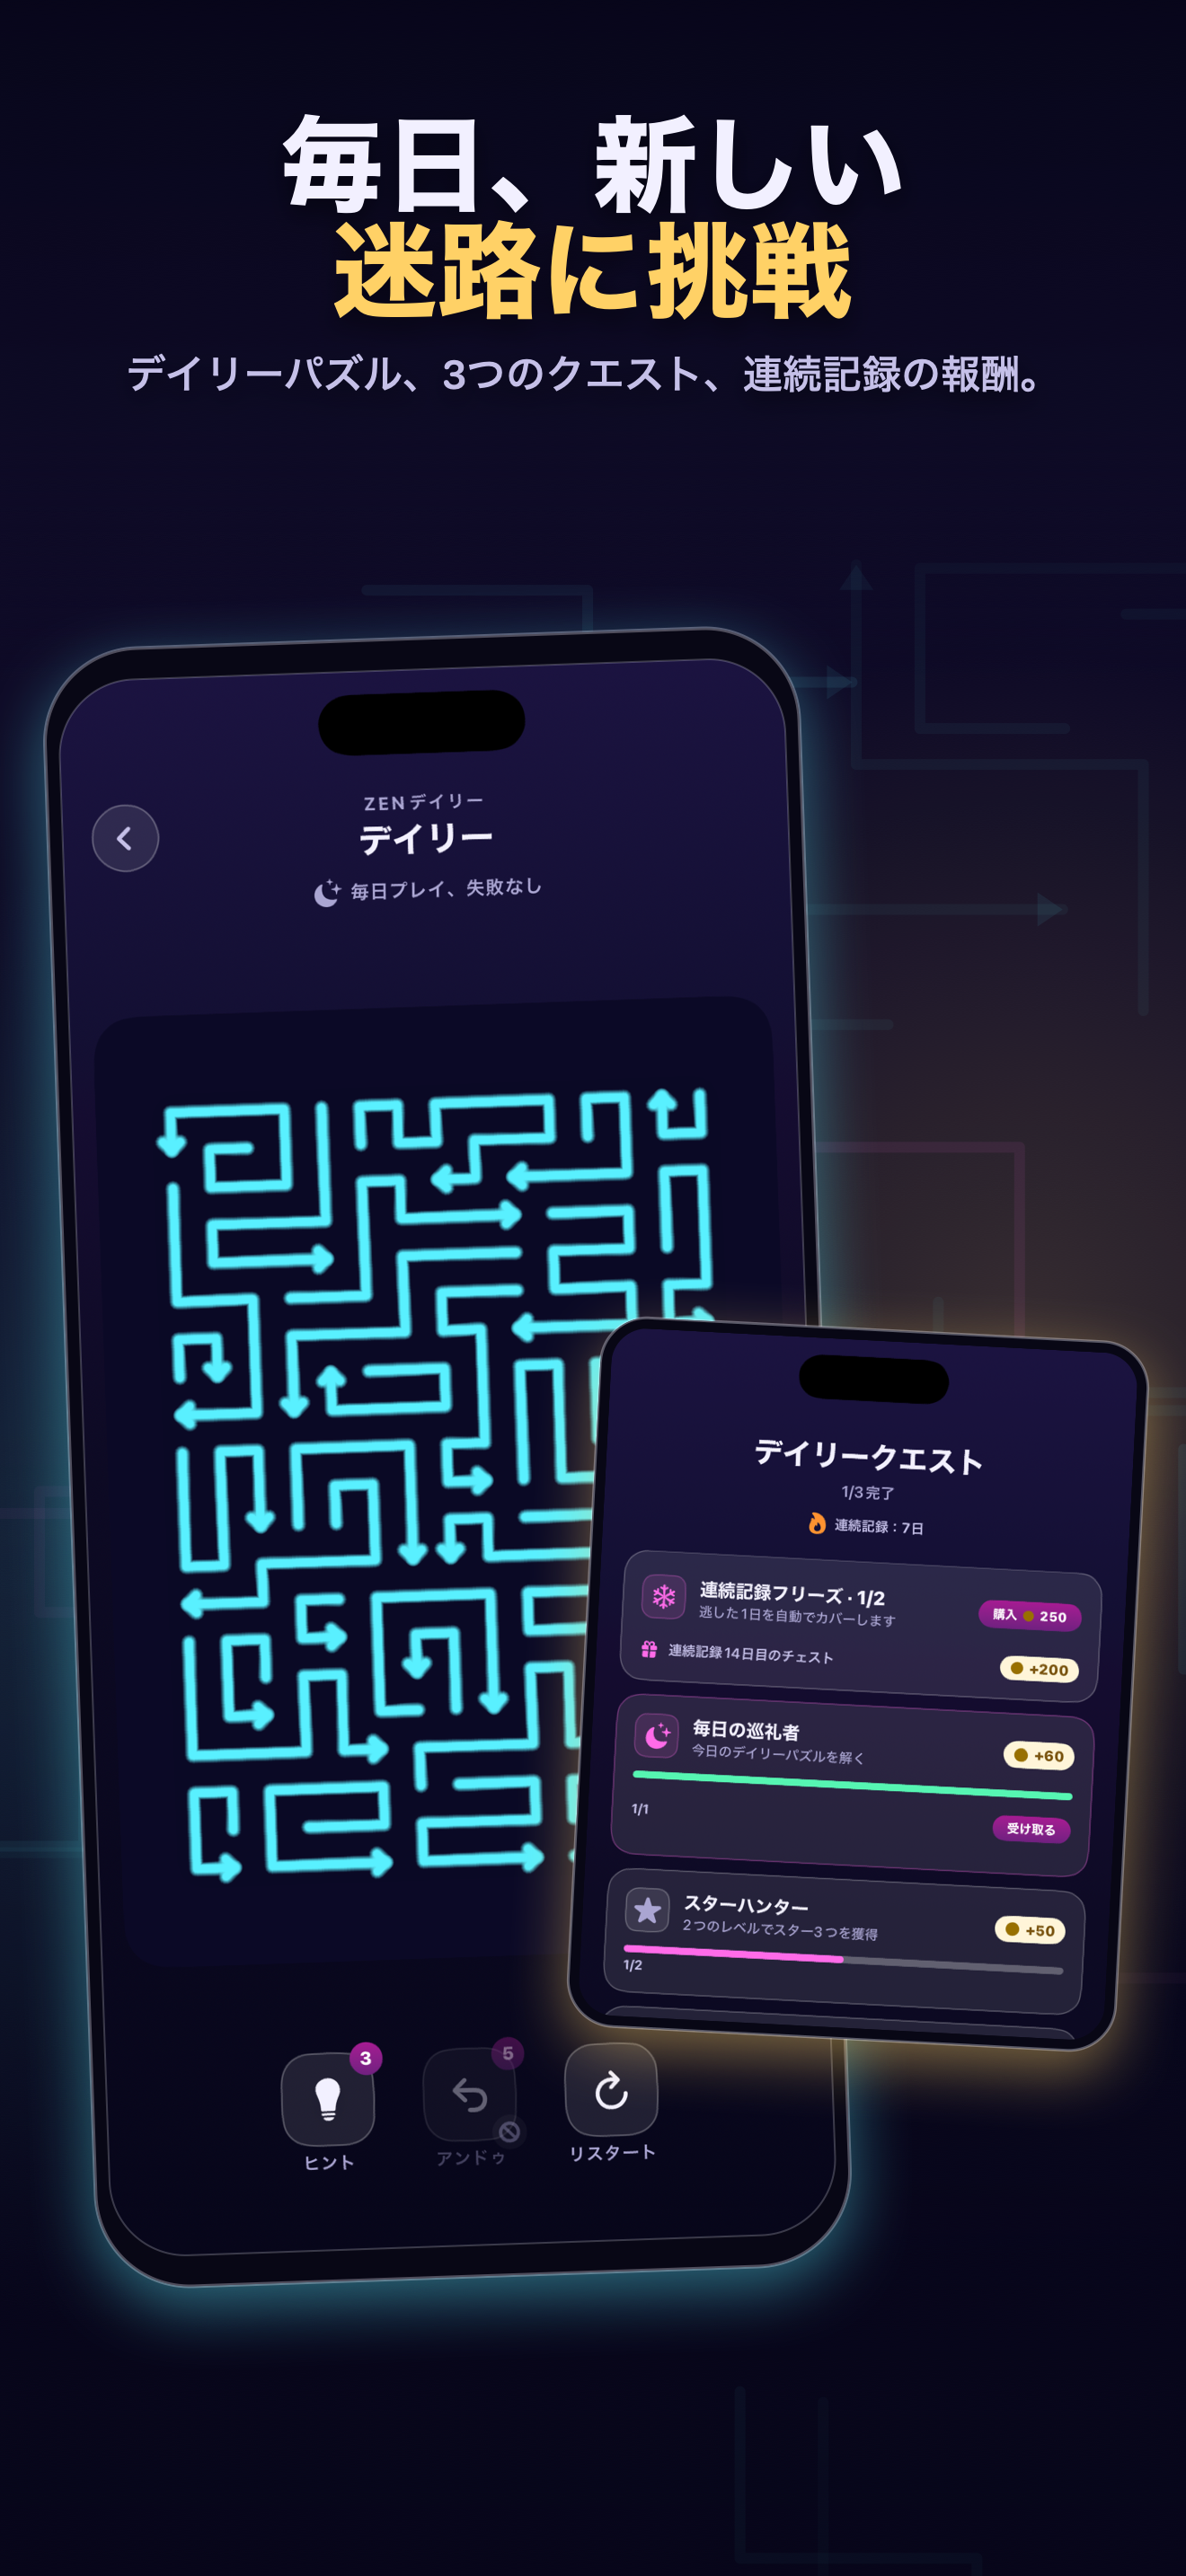 毎日、新しい
迷路に挑戦
デイリーパズル、3つのクエスト、連続記録の報酬。
ZENデイリー
デイリー
毎日プレイ、失敗なし
デイリークエスト
1/3完了
連続記録：7日
連続記録フリーズ · 1/2
逃した1日を自動でカバーします
購入 250
連続記録14日目のチェスト
+200
毎日の巡礼者
今日のデイリーパズルを解く
+60
1/1
受け取る
スターハンター
2つのレベルでスター3つを獲得
+50
1/2
3
5
ヒント
アンドゥ
リスタート